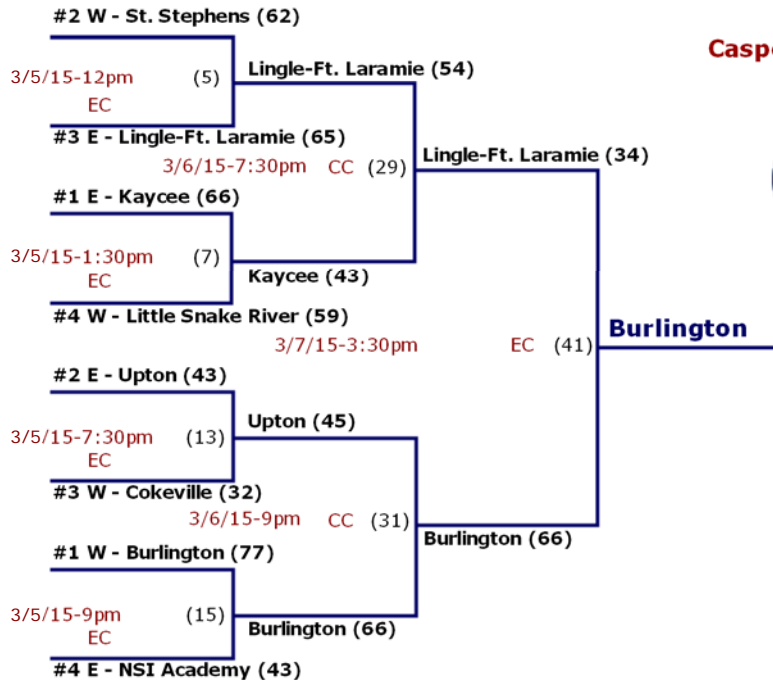 #2 W - St. Stephens (62)
Caspe
3/5/15-12pm (5)
EC
Lingle-Ft. Laramie (54)
#3 E - Lingle-Ft. Laramie (65)
3/6/15-7:30pm CC (29)
Lingle-Ft. Laramie (34)
#1 E - Kaycee (66)
3/5/15-1:30pm (7)
EC
Kaycee (43)
#4 W - Little Snake River (59)
3/7/15-3:30pm EC (41)
Burlington
#2 E - Upton (43)
Upton (45)
3/5/15-7:30pm (13)
EC
#3 W - Cokeville (32)
3/6/15-9pm CC (31)
Burlington (66)
#1 W - Burlington (77)
3/5/15-9pm (15)
EC
Burlington (66)
#4 E - NSI Academy (43)